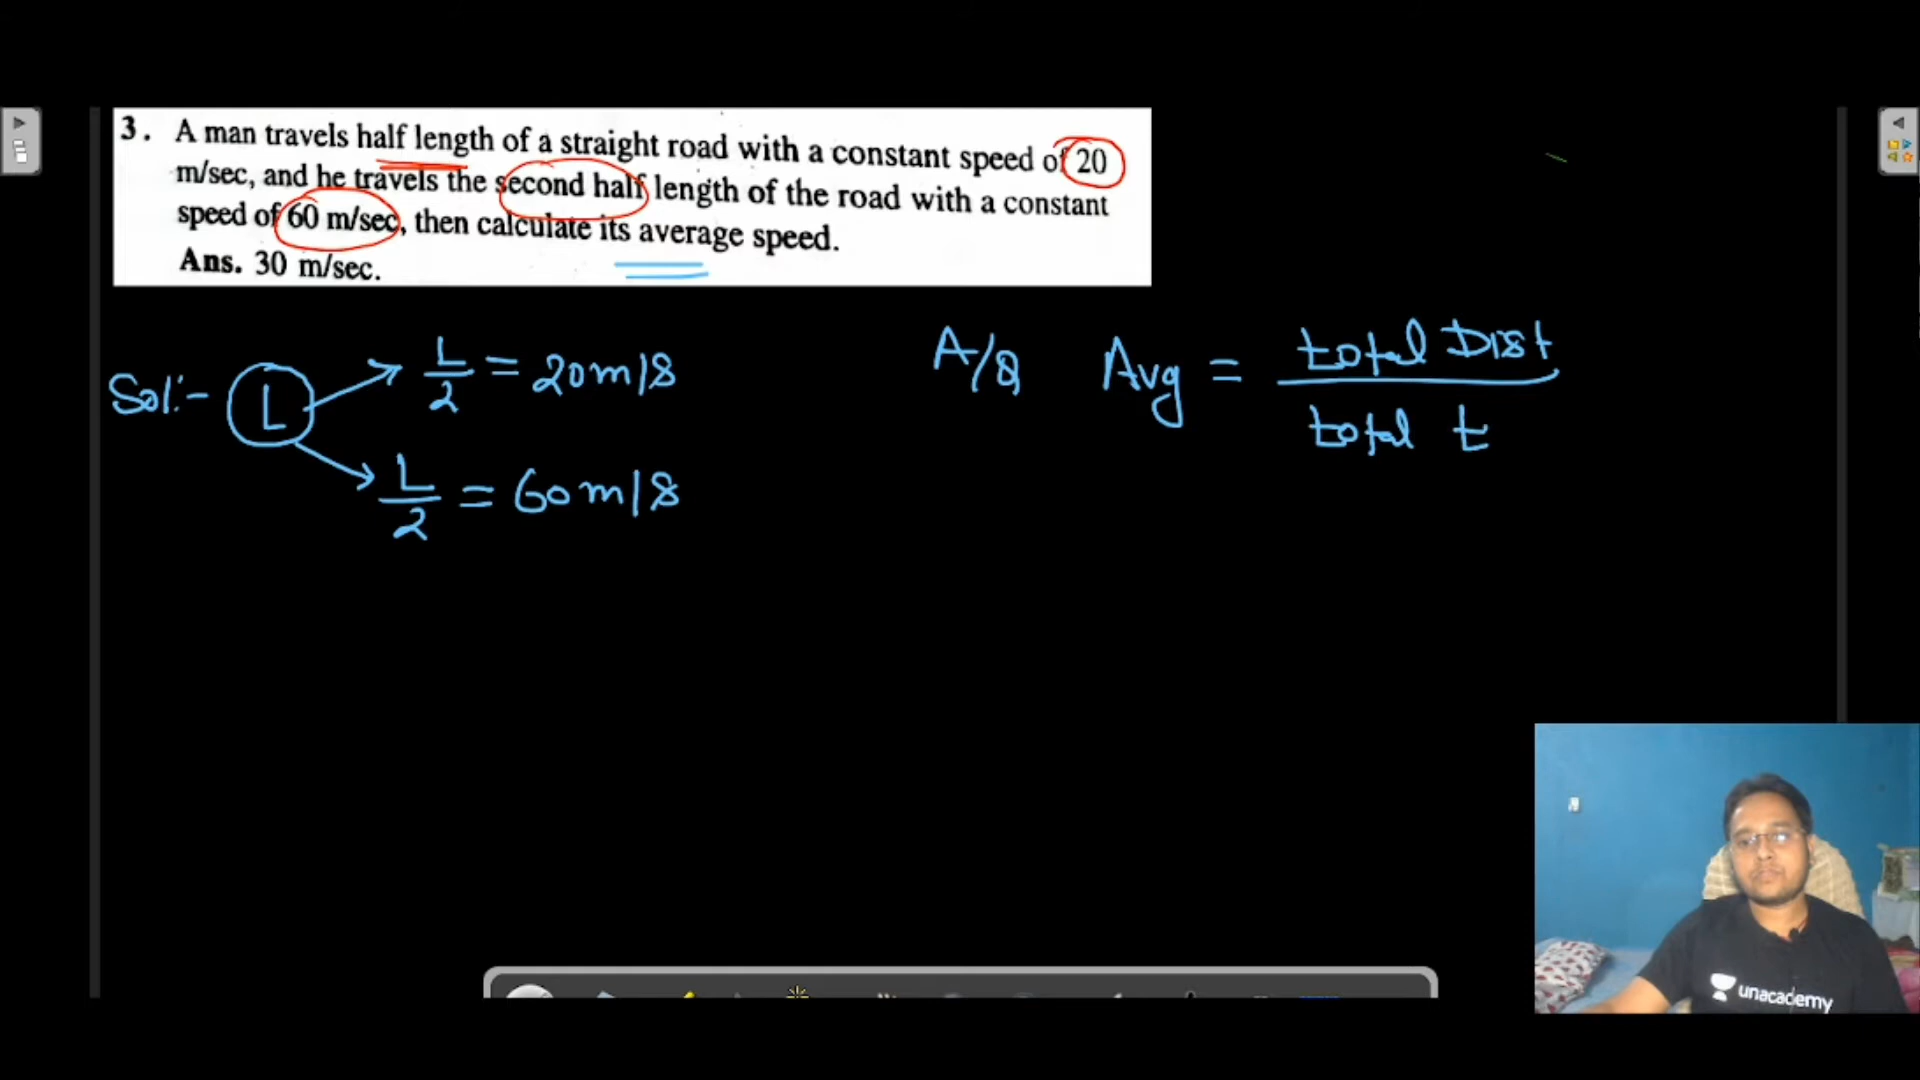 3. A man travels half length of a straight road with a constant speed of 20
m/sec, and he travels the second half length of the road with a constant
speed of 60 m/sec, then calculate its average speed.
Ans. 30 m/sec.
Sol:- L
L/2 = 20m/s
L/2 = 60m/s
A/Q Avg = total Dist / total t
unacademy